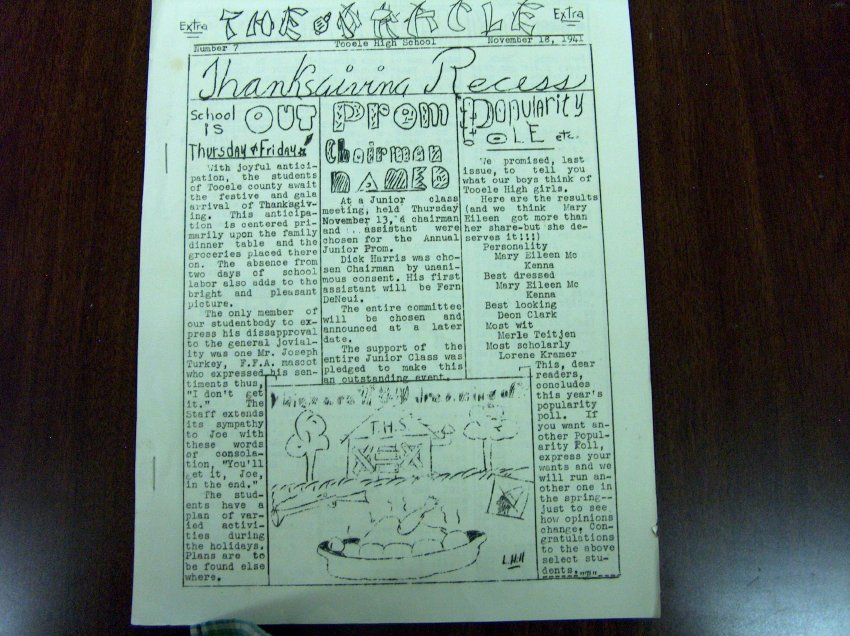 Extra THE ORACLE Extra
Number 7 Tooele High School November 18, 1941
Thanksgiving Recess
School
IS OUT
Thursday & Friday
With joyful antici-
pation, the students
of Tooele county await
the festive and gala
arrival of Thanksgiv-
ing. This anticipa-
tion is centered pri-
marily upon the family
dinner table and the
groceries placed there
on. The absence from
two days of school
labor also adds to the
bright and pleasant
picture.
The only member of
our studentbody to ex-
press his dissapproval
to the general jovial-
ity was one Mr. Joseph
Turkey, F.F.A. mascot
who expressed his sen-
timents thus,
"I don't get
it." The
Staff extends
its sympathy
to Joe with
these words
of consola-
tion, "You'll
get it, Joe,
in the end."
The stud-
ents have a
plan of var-
ied activi-
ties during
the holidays.
Plans are to
be found else
where.
Prom
Chairman
NAMED
At a Junior class
meeting, held Thursday
November 13, a chairman
and assistant were
chosen for the Annual
Junior Prom.
Dick Harris was cho-
sen Chairman by unani-
mous consent. His first
assistant will be Fern
DeNeui.
The entire committee
will be chosen and
announced at a later
date.
The support of the
entire Junior Class was
pledged to make this
an outstanding event.
Popularity
POLE etc.
We promised, last
issue, to tell you
what our boys think of
Tooele High girls.
Here are the results
(and we think Mary
Eileen got more than
her share-but she de-
serves it!!!)
Personality
Mary Eileen Mc
Kenna
Best dressed
Mary Eileen Mc
Kenna
Best looking
Deon Clark
Most wit
Merle Teitjen
Most scholarly
Lorene Kramer
This, dear
readers,
concludes
this year's
popularity
poll. If
you want an-
other Popul-
arity Poll,
express your
wants and we
will run an-
other one in
the spring--
just to see
how opinions
change. Con-
gratulations
to the above
select stu-
dents.
dreaming of
T.H.S.
L.H.H